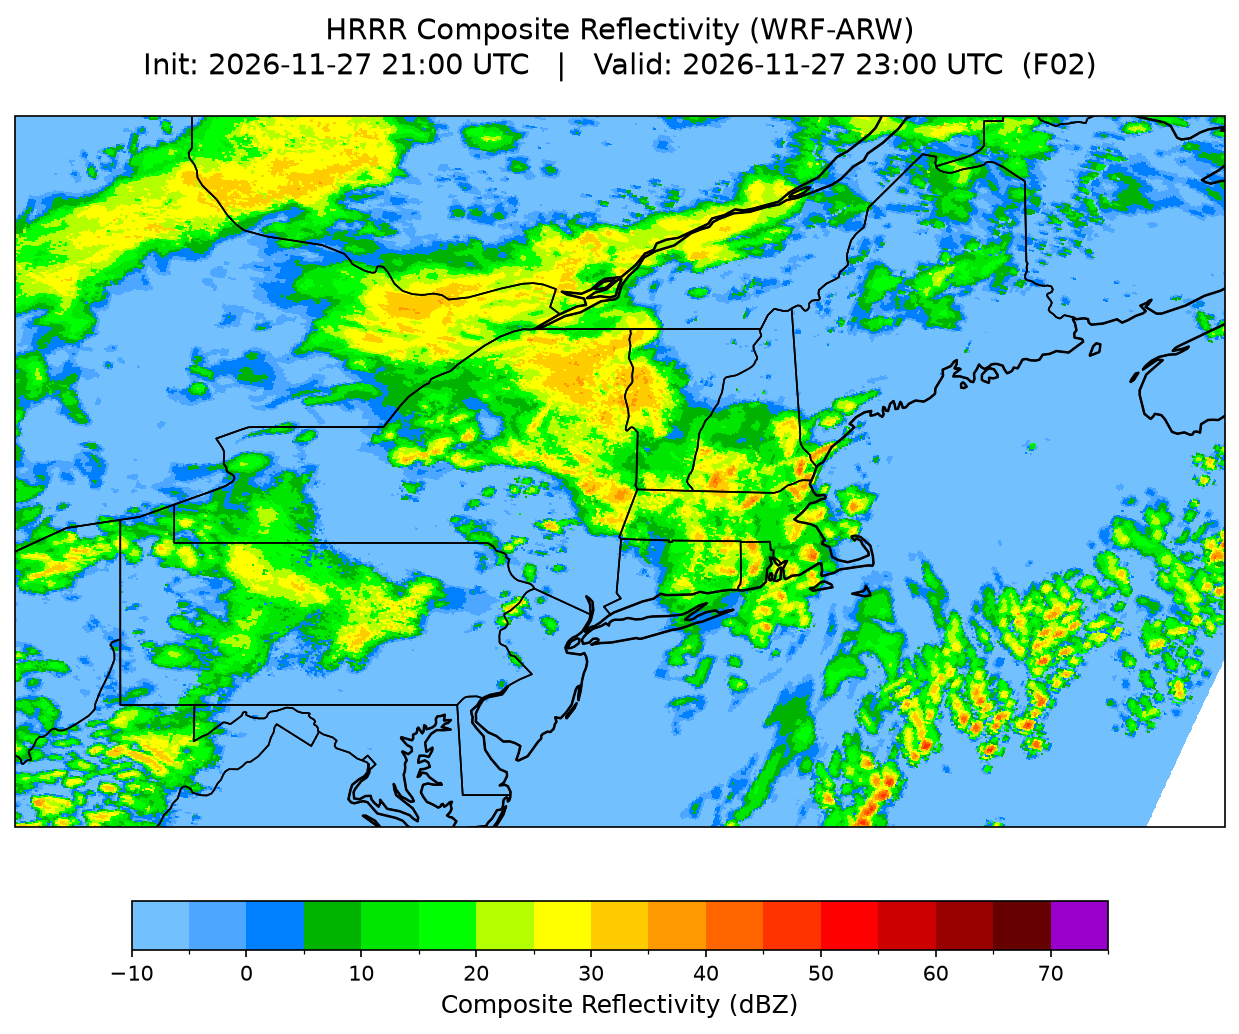 HRRR Composite Reflectivity (WRF-ARW)
Init: 2026-11-27 21:00 UTC   |   Valid: 2026-11-27 23:00 UTC  (F02)
−10 0 10 20 30 40 50 60 70
Composite Reflectivity (dBZ)